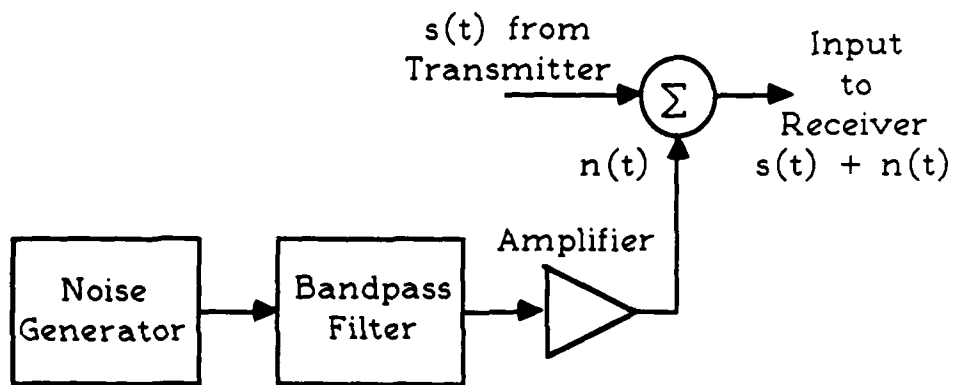 s(t) from
Transmitter
Σ
Input
to
Receiver
s(t) + n(t)
n(t)
Amplifier
Noise
Generator
Bandpass
Filter